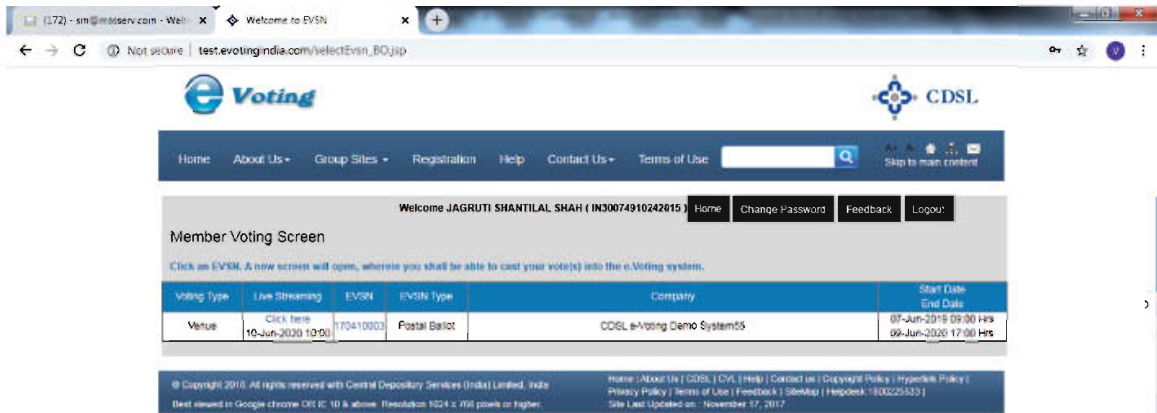 (172) - sm@masserv.com - Web
Welcome to EVSN
Not secure | test.evotingindia.com/selectEvsn_BO.jsp
e Voting
CDSL
Home About Us Group Sites Registration Help Contact Us Terms of Use
Skip to main content
Welcome JAGRUTI SHANTILAL SHAH ( IN30074910242015 ) Home Change Password Feedback Logout
Member Voting Screen
Click an EVSN. A new screen will open, wherein you shall be able to cast your vote(s) into the e.Voting system.
Voting Type Live Streaming EVSN EVSN Type Company Start Date
End Date
Venue Click here 170410003 Postal Ballot CDSL e-Voting Demo System55 07-Jun-2019 09:00 Hrs
10-Jun-2020 10:00 09-Jun-2020 17:00 Hrs
© Copyright 2010. All rights reserved with Central Depository Services (India) Limited, India
Best viewed in Google chrome OR IE 10 & above. Resolution 1024 x 768 pixels or higher.
Home | About Us | CDSL | CVL | Help | Contact us | Copyright Policy | Hyperlink Policy |
Privacy Policy | Terms of Use | Feedback | SiteMap | Helpdesk:1800225533 |
Site Last Updated on : November 17, 2017